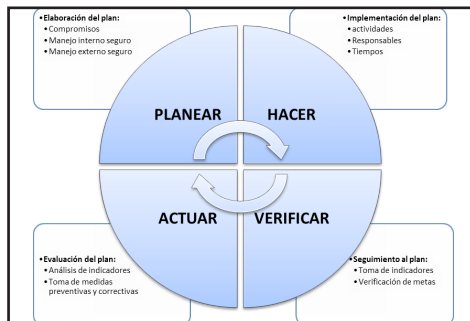 •Elaboración del plan:
•Compromisos
•Manejo interno seguro
•Manejo externo seguro
•Implementación del plan:
•actividades
•Responsables
•Tiempos
PLANEAR
HACER
ACTUAR
VERIFICAR
•Evaluación del plan:
•Análisis de indicadores
•Toma de medidas
preventivas y correctivas
•Seguimiento al plan:
•Toma de indicadores
•Verificación de metas